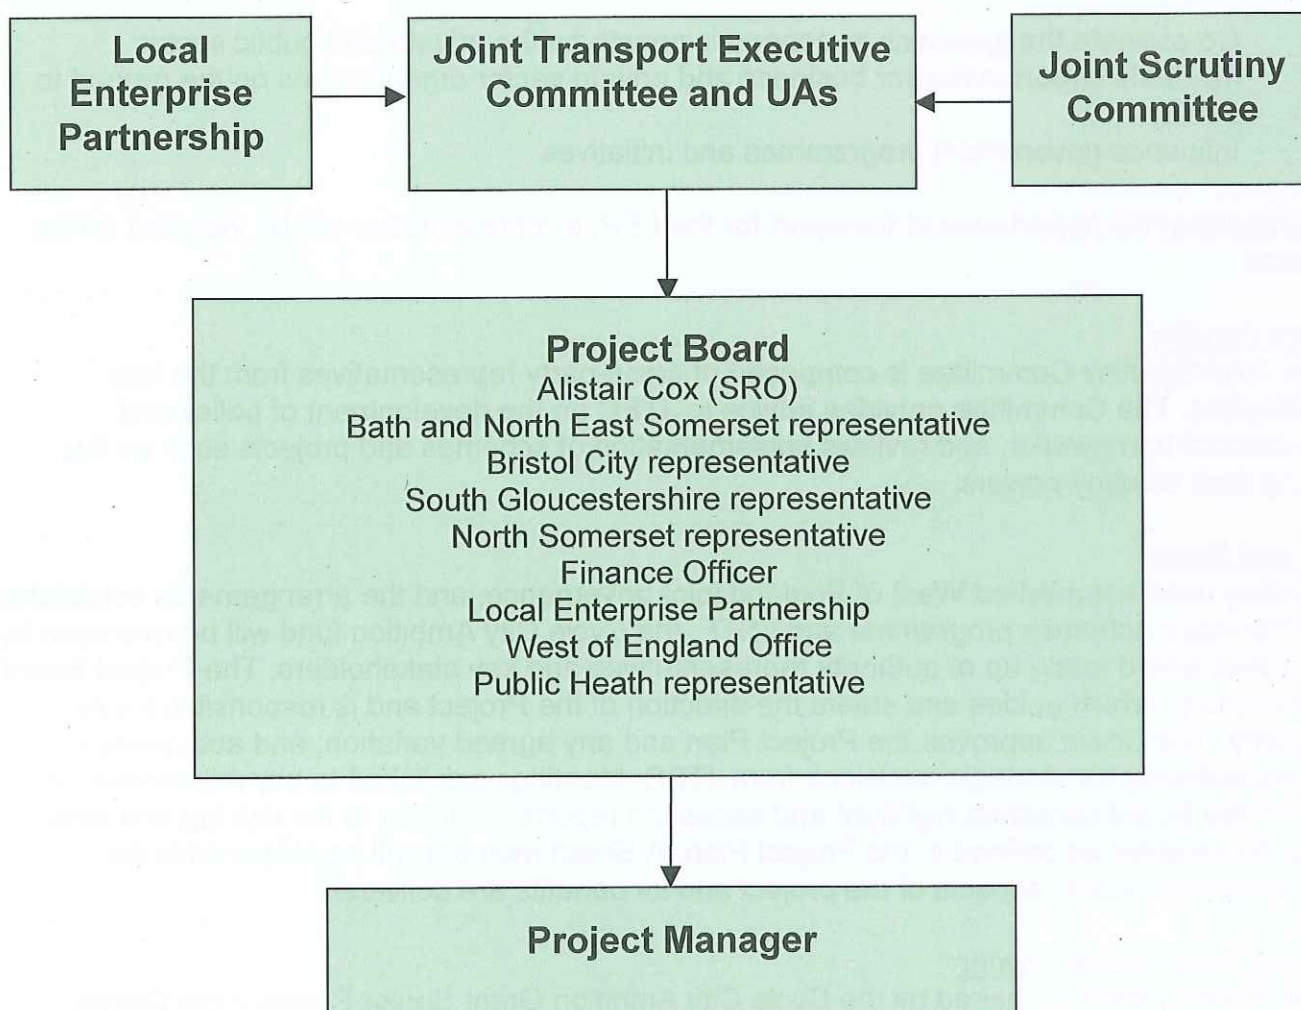 Local
Enterprise
Partnership
Joint Transport Executive
Committee and UAs
Joint Scrutiny
Committee
Project Board
Alistair Cox (SRO)
Bath and North East Somerset representative
Bristol City representative
South Gloucestershire representative
North Somerset representative
Finance Officer
Local Enterprise Partnership
West of England Office
Public Heath representative
Project Manager